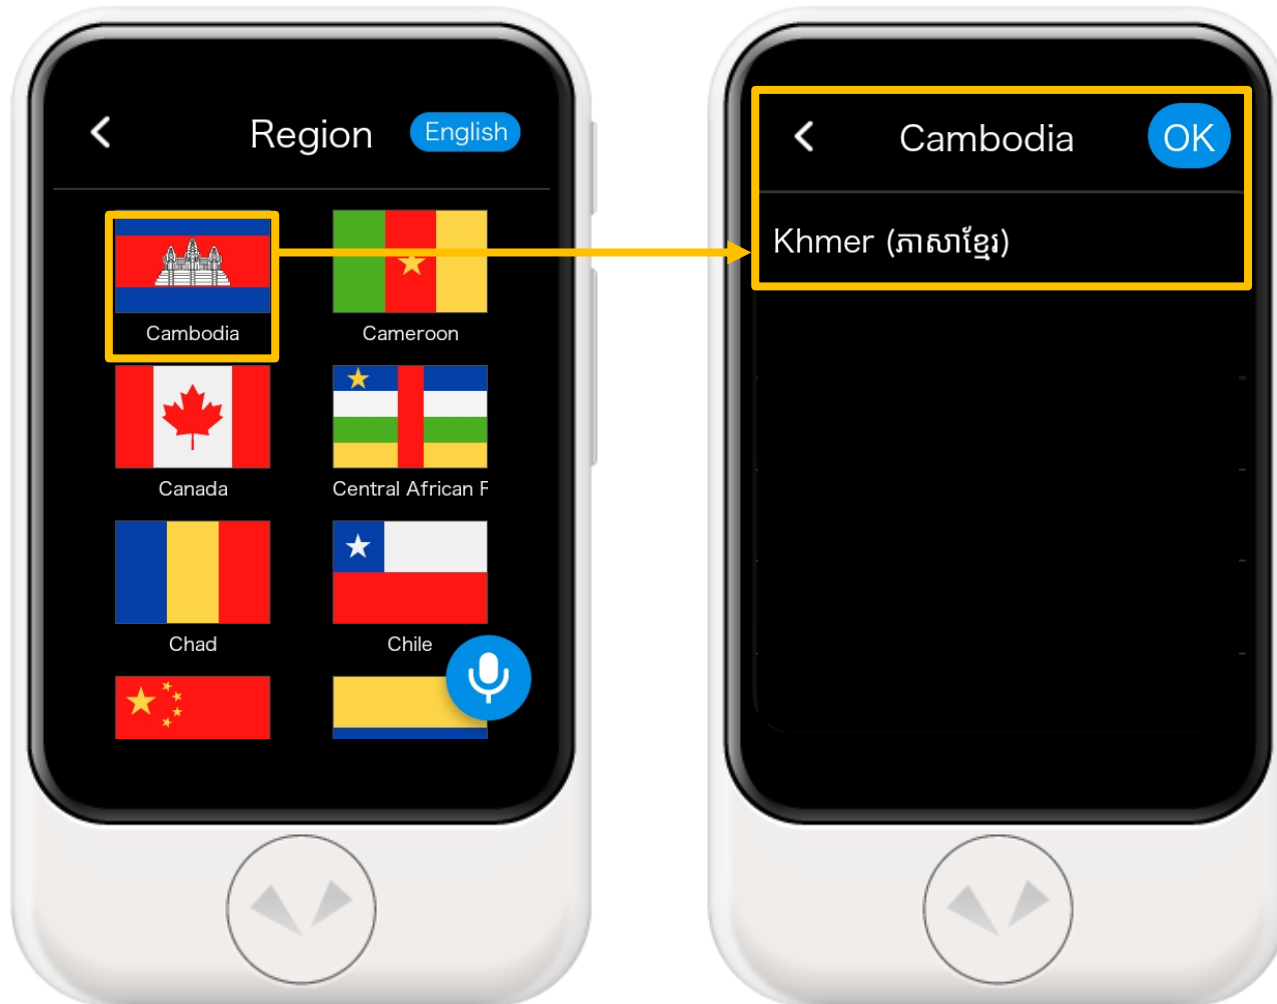 Region
English
Cambodia
Cameroon
Canada
Central African F
Chad
Chile
Cambodia
OK
Khmer (ភាសាខ្មែរ)